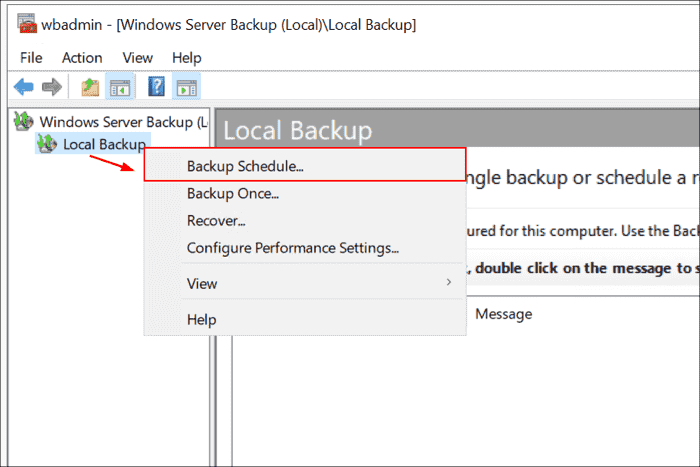 wbadmin - [Windows Server Backup (Local)\Local Backup]
File Action View Help
Windows Server Backup (L
Local Backup
Local Backup
Backup Schedule...
Backup Once...
Recover...
Configure Performance Settings...
View
Help
ngle backup or schedule a r
ured for this computer. Use the Bac
, double click on the message to s
Message